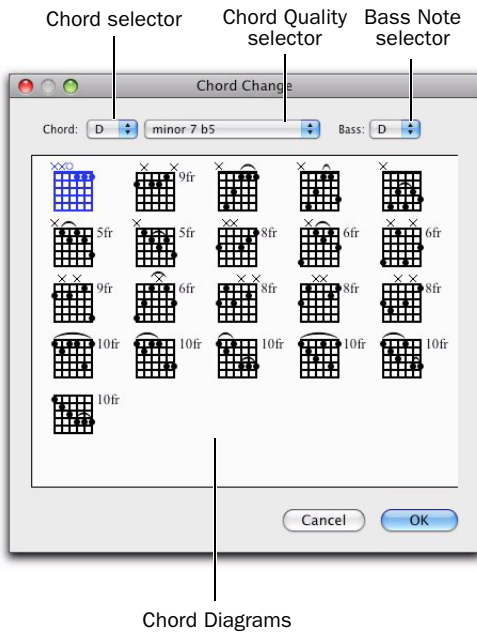 Chord selector
Chord Quality selector
Bass Note selector
Chord Change
Chord: D minor 7 b5 Bass: D
××○ × × 9fr × × ×
× 5fr × 5fr ×× 8fr × 6fr × × 6fr
× × 9fr × 6fr × × 8fr ×× 8fr × × 8fr
10fr 10fr 10fr 10fr 10fr
10fr
Cancel OK
Chord Diagrams